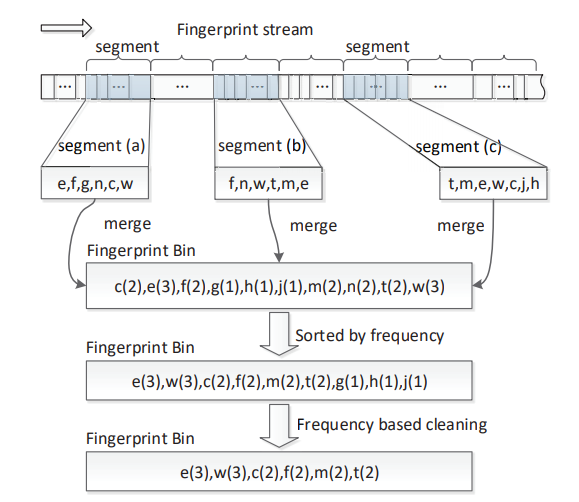 Fingerprint stream
segment
segment
...
...
...
...
...
...
...
...
segment (a)
segment (b)
segment (c)
e,f,g,n,c,w
f,n,w,t,m,e
t,m,e,w,c,j,h
merge
merge
merge
Fingerprint Bin
c(2),e(3),f(2),g(1),h(1),j(1),m(2),n(2),t(2),w(3)
Sorted by frequency
Fingerprint Bin
e(3),w(3),c(2),f(2),m(2),t(2),g(1),h(1),j(1)
Frequency based cleaning
Fingerprint Bin
e(3),w(3),c(2),f(2),m(2),t(2)